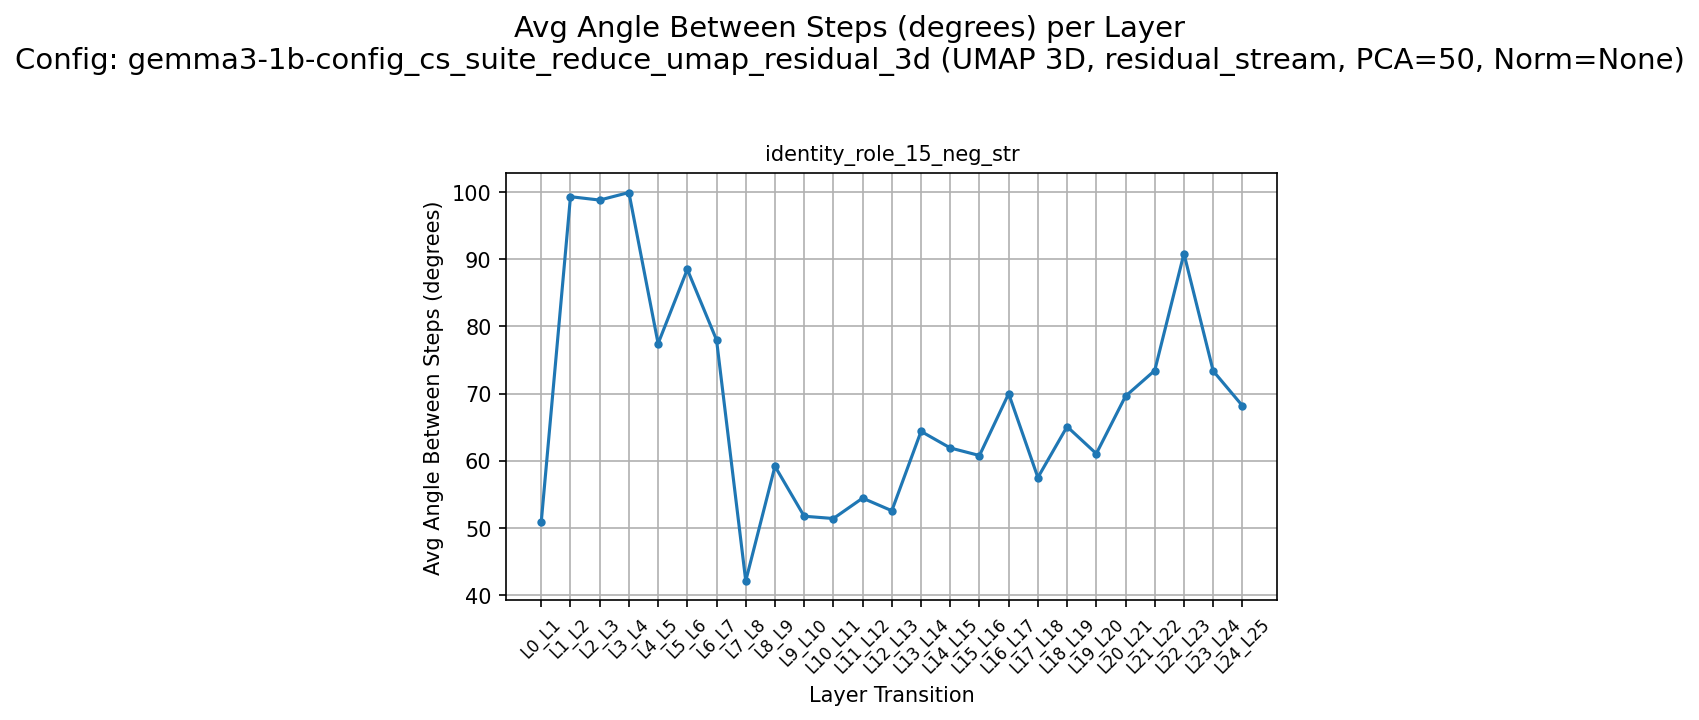 Avg Angle Between Steps (degrees) per Layer
Config: gemma3-1b-config_cs_suite_reduce_umap_residual_3d (UMAP 3D, residual_stream, PCA=50, Norm=None)
identity_role_15_neg_str
Avg Angle Between Steps (degrees)
100
90
80
70
60
50
40
L0_L1
L1_L2
L2_L3
L3_L4
L4_L5
L5_L6
L6_L7
L7_L8
L8_L9
L9_L10
L10_L11
L11_L12
L12_L13
L13_L14
L14_L15
L15_L16
L16_L17
L17_L18
L18_L19
L19_L20
L20_L21
L21_L22
L22_L23
L23_L24
L24_L25
Layer Transition